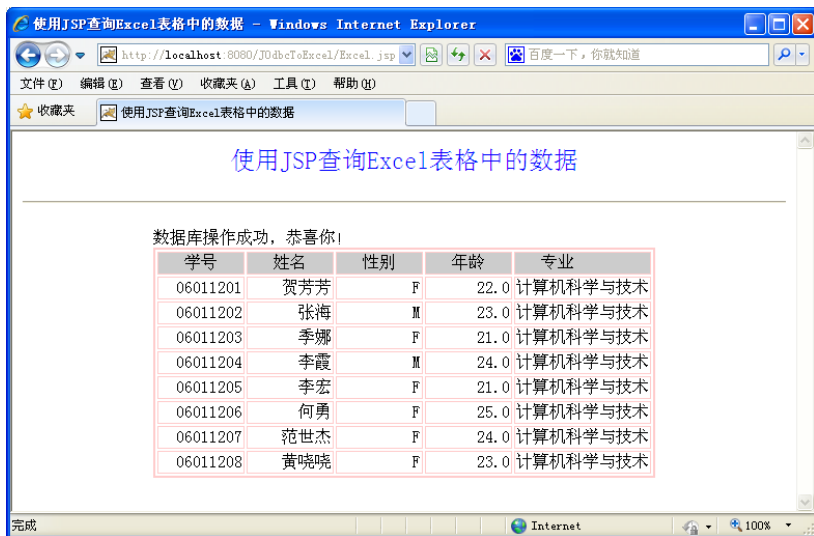 使用JSP查询Excel表格中的数据 - Windows Internet Explorer
http://localhost:8080/JOdbcToExcel/Excel.jsp 百度一下，你就知道
文件(F) 编辑(E) 查看(V) 收藏夹(A) 工具(T) 帮助(H)
收藏夹 使用JSP查询Excel表格中的数据
使用JSP查询Excel表格中的数据
数据库操作成功，恭喜你!
学号 姓名 性别 年龄 专业
06011201 贺芳芳 F 22.0 计算机科学与技术
06011202 张海 M 23.0 计算机科学与技术
06011203 季娜 F 21.0 计算机科学与技术
06011204 李霞 M 24.0 计算机科学与技术
06011205 李宏 F 21.0 计算机科学与技术
06011206 何勇 F 25.0 计算机科学与技术
06011207 范世杰 F 24.0 计算机科学与技术
06011208 黄哓哓 F 23.0 计算机科学与技术
完成 Internet 100%